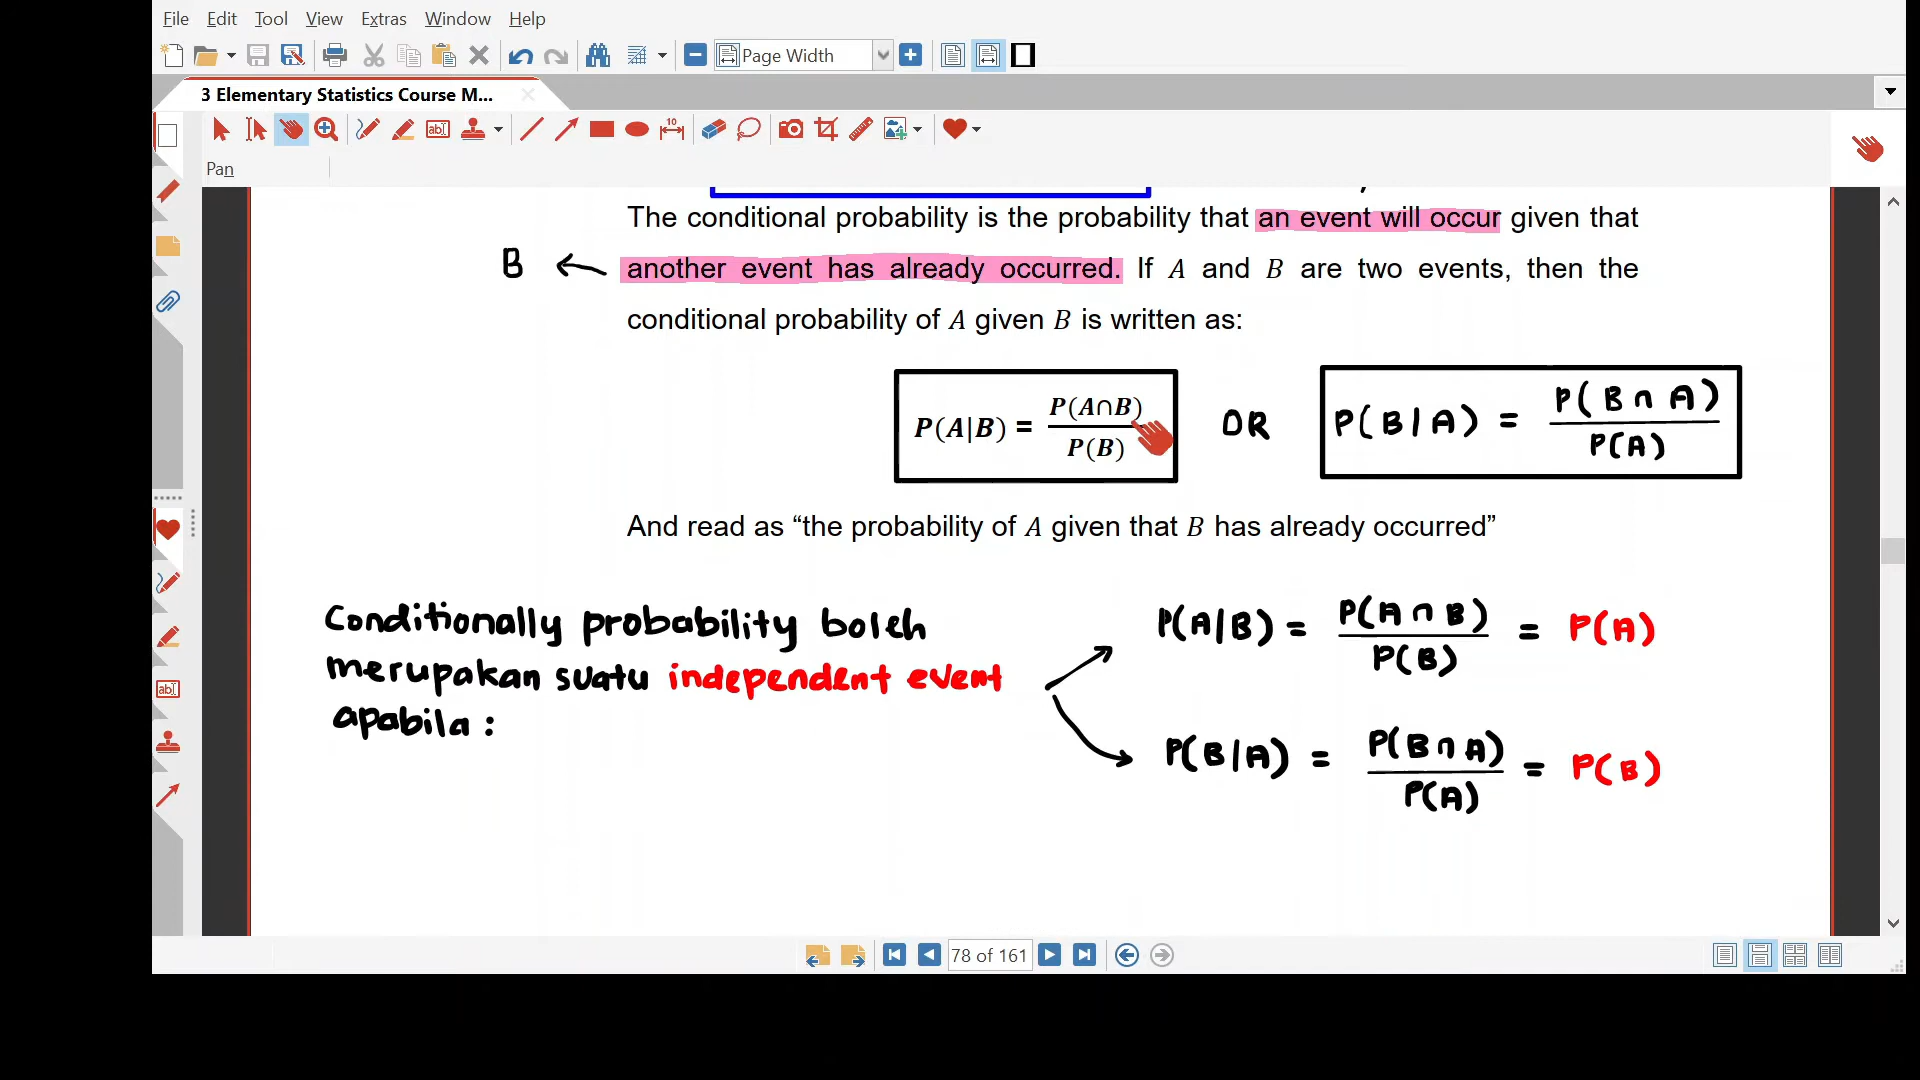 File Edit Tool View Extras Window Help
Page Width
3 Elementary Statistics Course M...
Pan
The conditional probability is the probability that an event will occur given that
B ← another event has already occurred. If A and B are two events, then the
conditional probability of A given B is written as:
P(A|B) = P(A∩B) / P(B) OR P(B|A) = P(B∩A) / P(A)
And read as “the probability of A given that B has already occurred”
Conditionally probability boleh
merupakan suatu independent event
apabila :
P(A|B) = P(A∩B) / P(B) = P(A)
P(B|A) = P(B∩A) / P(A) = P(B)
78 of 161